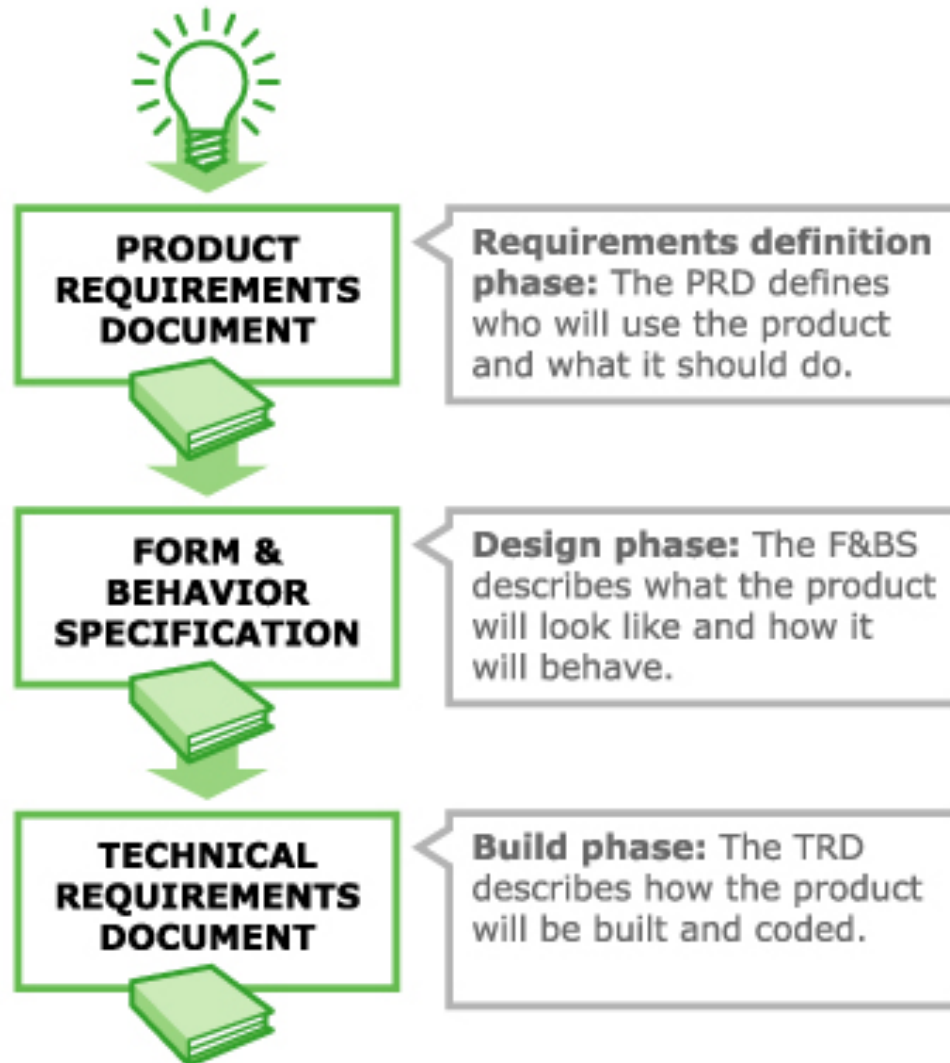 PRODUCT
REQUIREMENTS
DOCUMENT
Requirements definition
phase: The PRD defines
who will use the product
and what it should do.
FORM &
BEHAVIOR
SPECIFICATION
Design phase: The F&BS
describes what the product
will look like and how it
will behave.
TECHNICAL
REQUIREMENTS
DOCUMENT
Build phase: The TRD
describes how the product
will be built and coded.